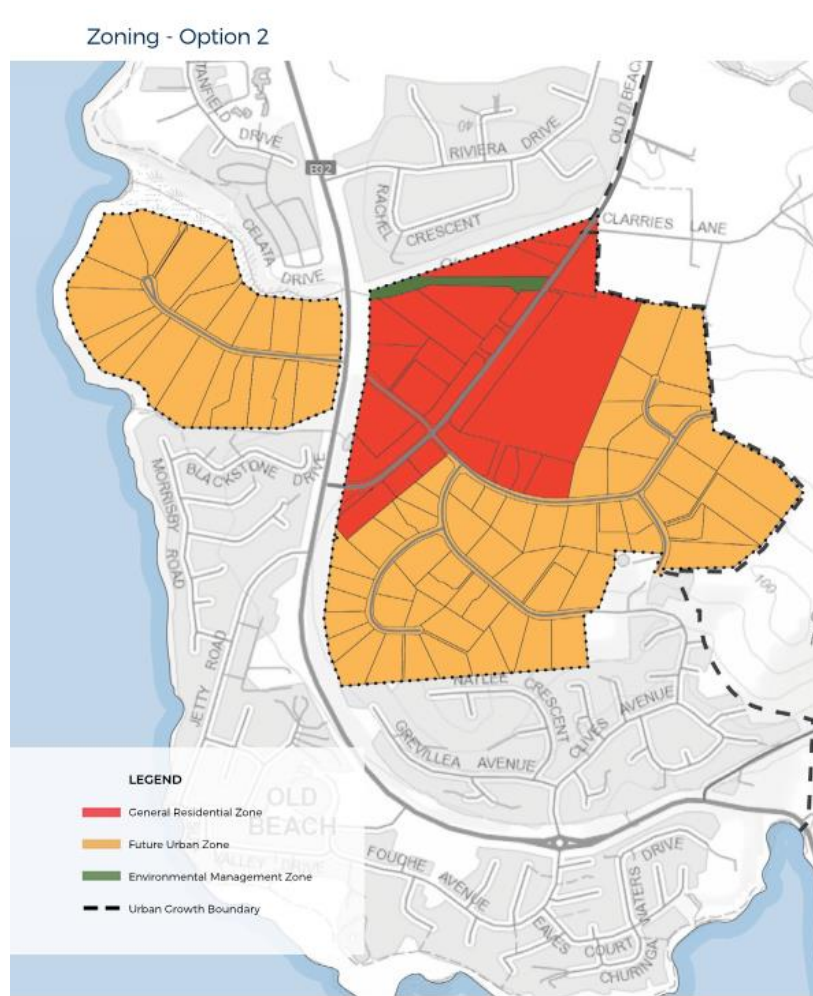 Zoning - Option 2
STANFIELD
DRIVE
40
OLD BEACH
B32
RIVIERA DRIVE
RACHEL
CRESCENT
CLARRIES LANE
CELATA
DRIVE
BLACKSTONE DRIVE
MORRISBY
ROAD
100
JETTY ROAD
NATLEE
CRESCENT
CLIVES AVENUE
GREVILLEA AVENUE
LEGEND
General Residential Zone
OLD
BEACH
Future Urban Zone
Environmental Management Zone
Urban Growth Boundary
FOUCHE AVENUE
EAVES
COURT
CHURINGA
WATERS
DRIVE